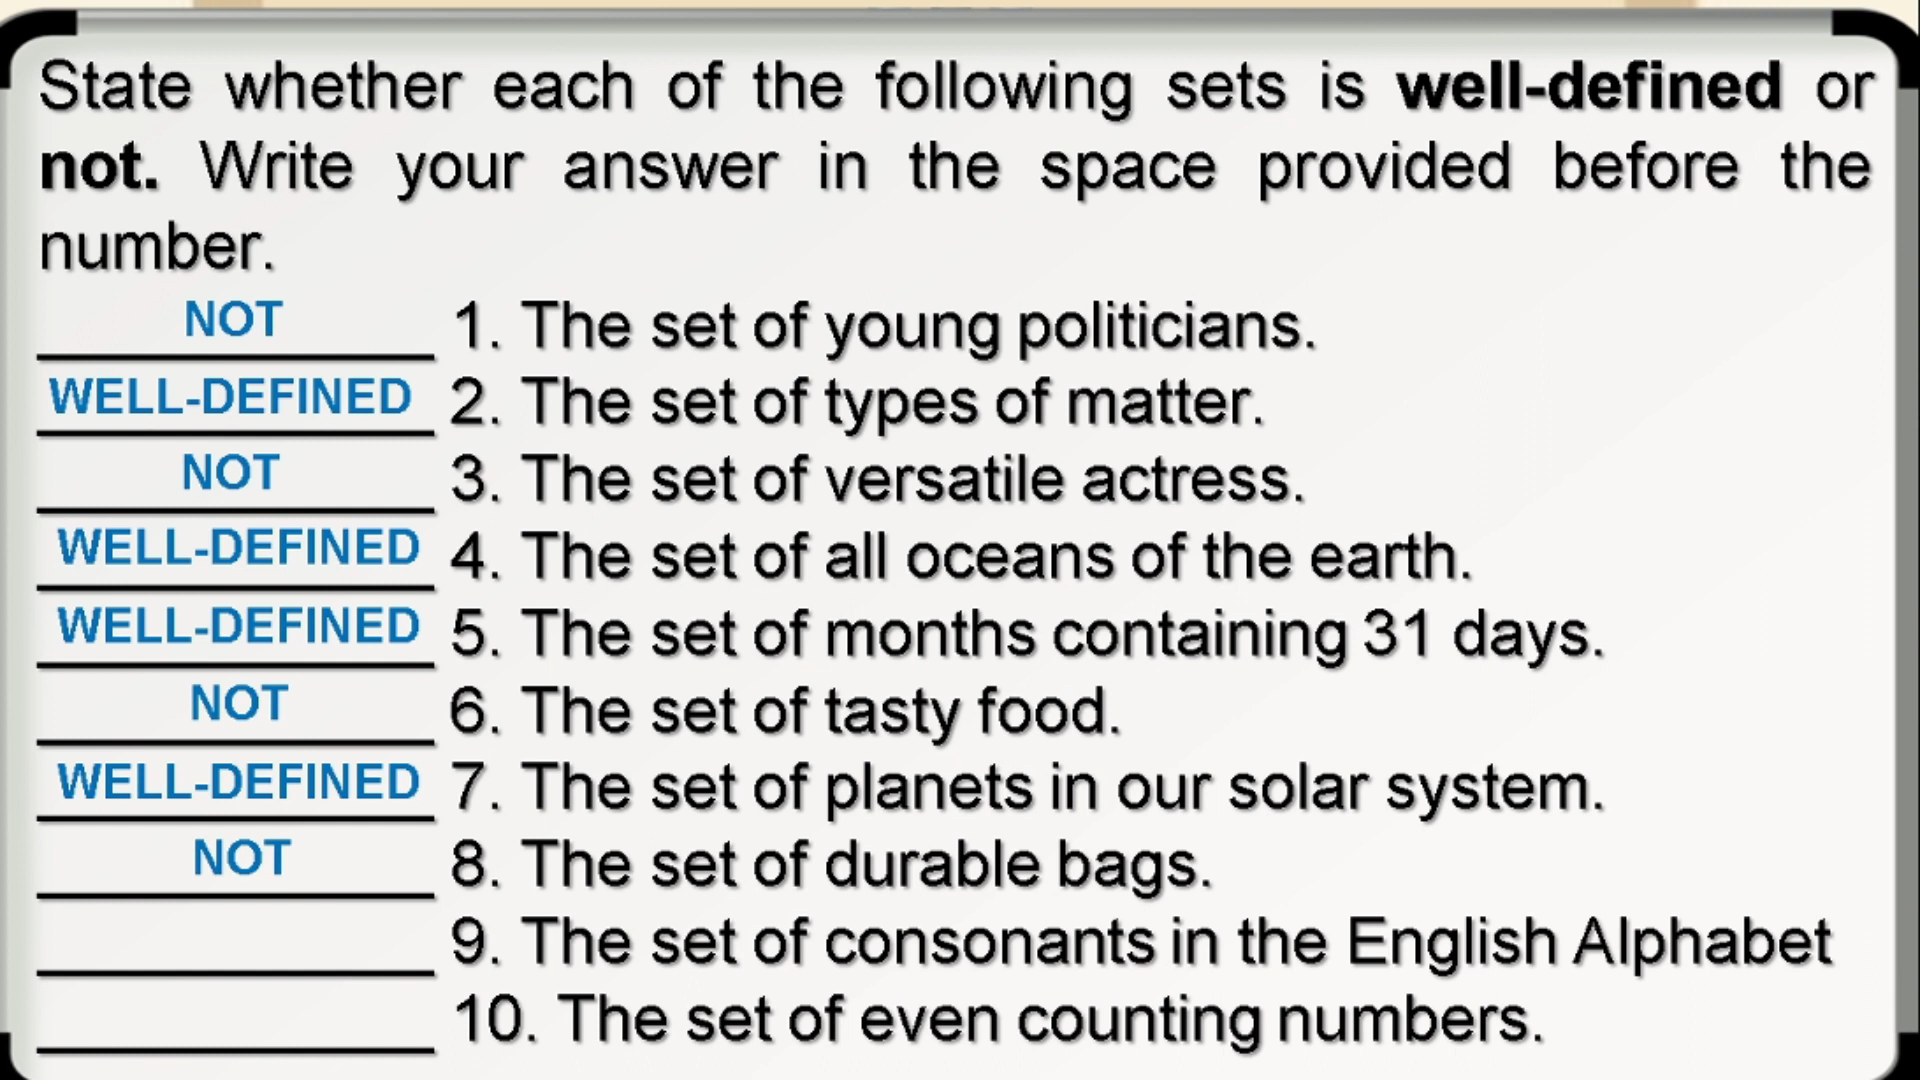 State whether each of the following sets is well-defined or
not. Write your answer in the space provided before the
number.
NOT 1. The set of young politicians.
WELL-DEFINED 2. The set of types of matter.
NOT 3. The set of versatile actress.
WELL-DEFINED 4. The set of all oceans of the earth.
WELL-DEFINED 5. The set of months containing 31 days.
NOT 6. The set of tasty food.
WELL-DEFINED 7. The set of planets in our solar system.
NOT 8. The set of durable bags.
9. The set of consonants in the English Alphabet
10. The set of even counting numbers.